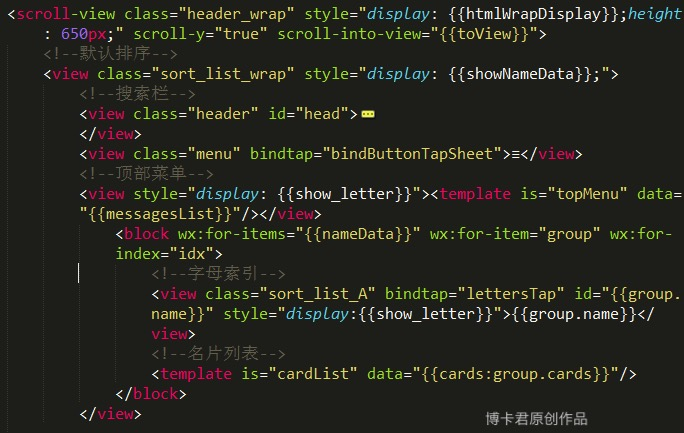 <scroll-view class="header_wrap" style="display: {{htmlWrapDisplay}};height
: 650px;" scroll-y="true" scroll-into-view="{{toView}}">
<!--默认排序-->
<view class="sort_list_wrap" style="display: {{showNameData}};">
<!--搜索栏-->
<view class="header" id="head">
</view>
<view class="menu" bindtap="bindButtonTapSheet">≡</view>
<!--顶部菜单-->
<view style="display: {{show_letter}}"><template is="topMenu" data=
"{{messagesList}}"/></view>
<block wx:for-items="{{nameData}}" wx:for-item="group" wx:for-
index="idx">
<!--字母索引-->
<view class="sort_list_A" bindtap="lettersTap" id="{{group.
name}}" style="display:{{show_letter}}">{{group.name}}</
view>
<!--名片列表-->
<template is="cardList" data="{{cards:group.cards}}"/>
</block>
</view>
博卡君原创作品